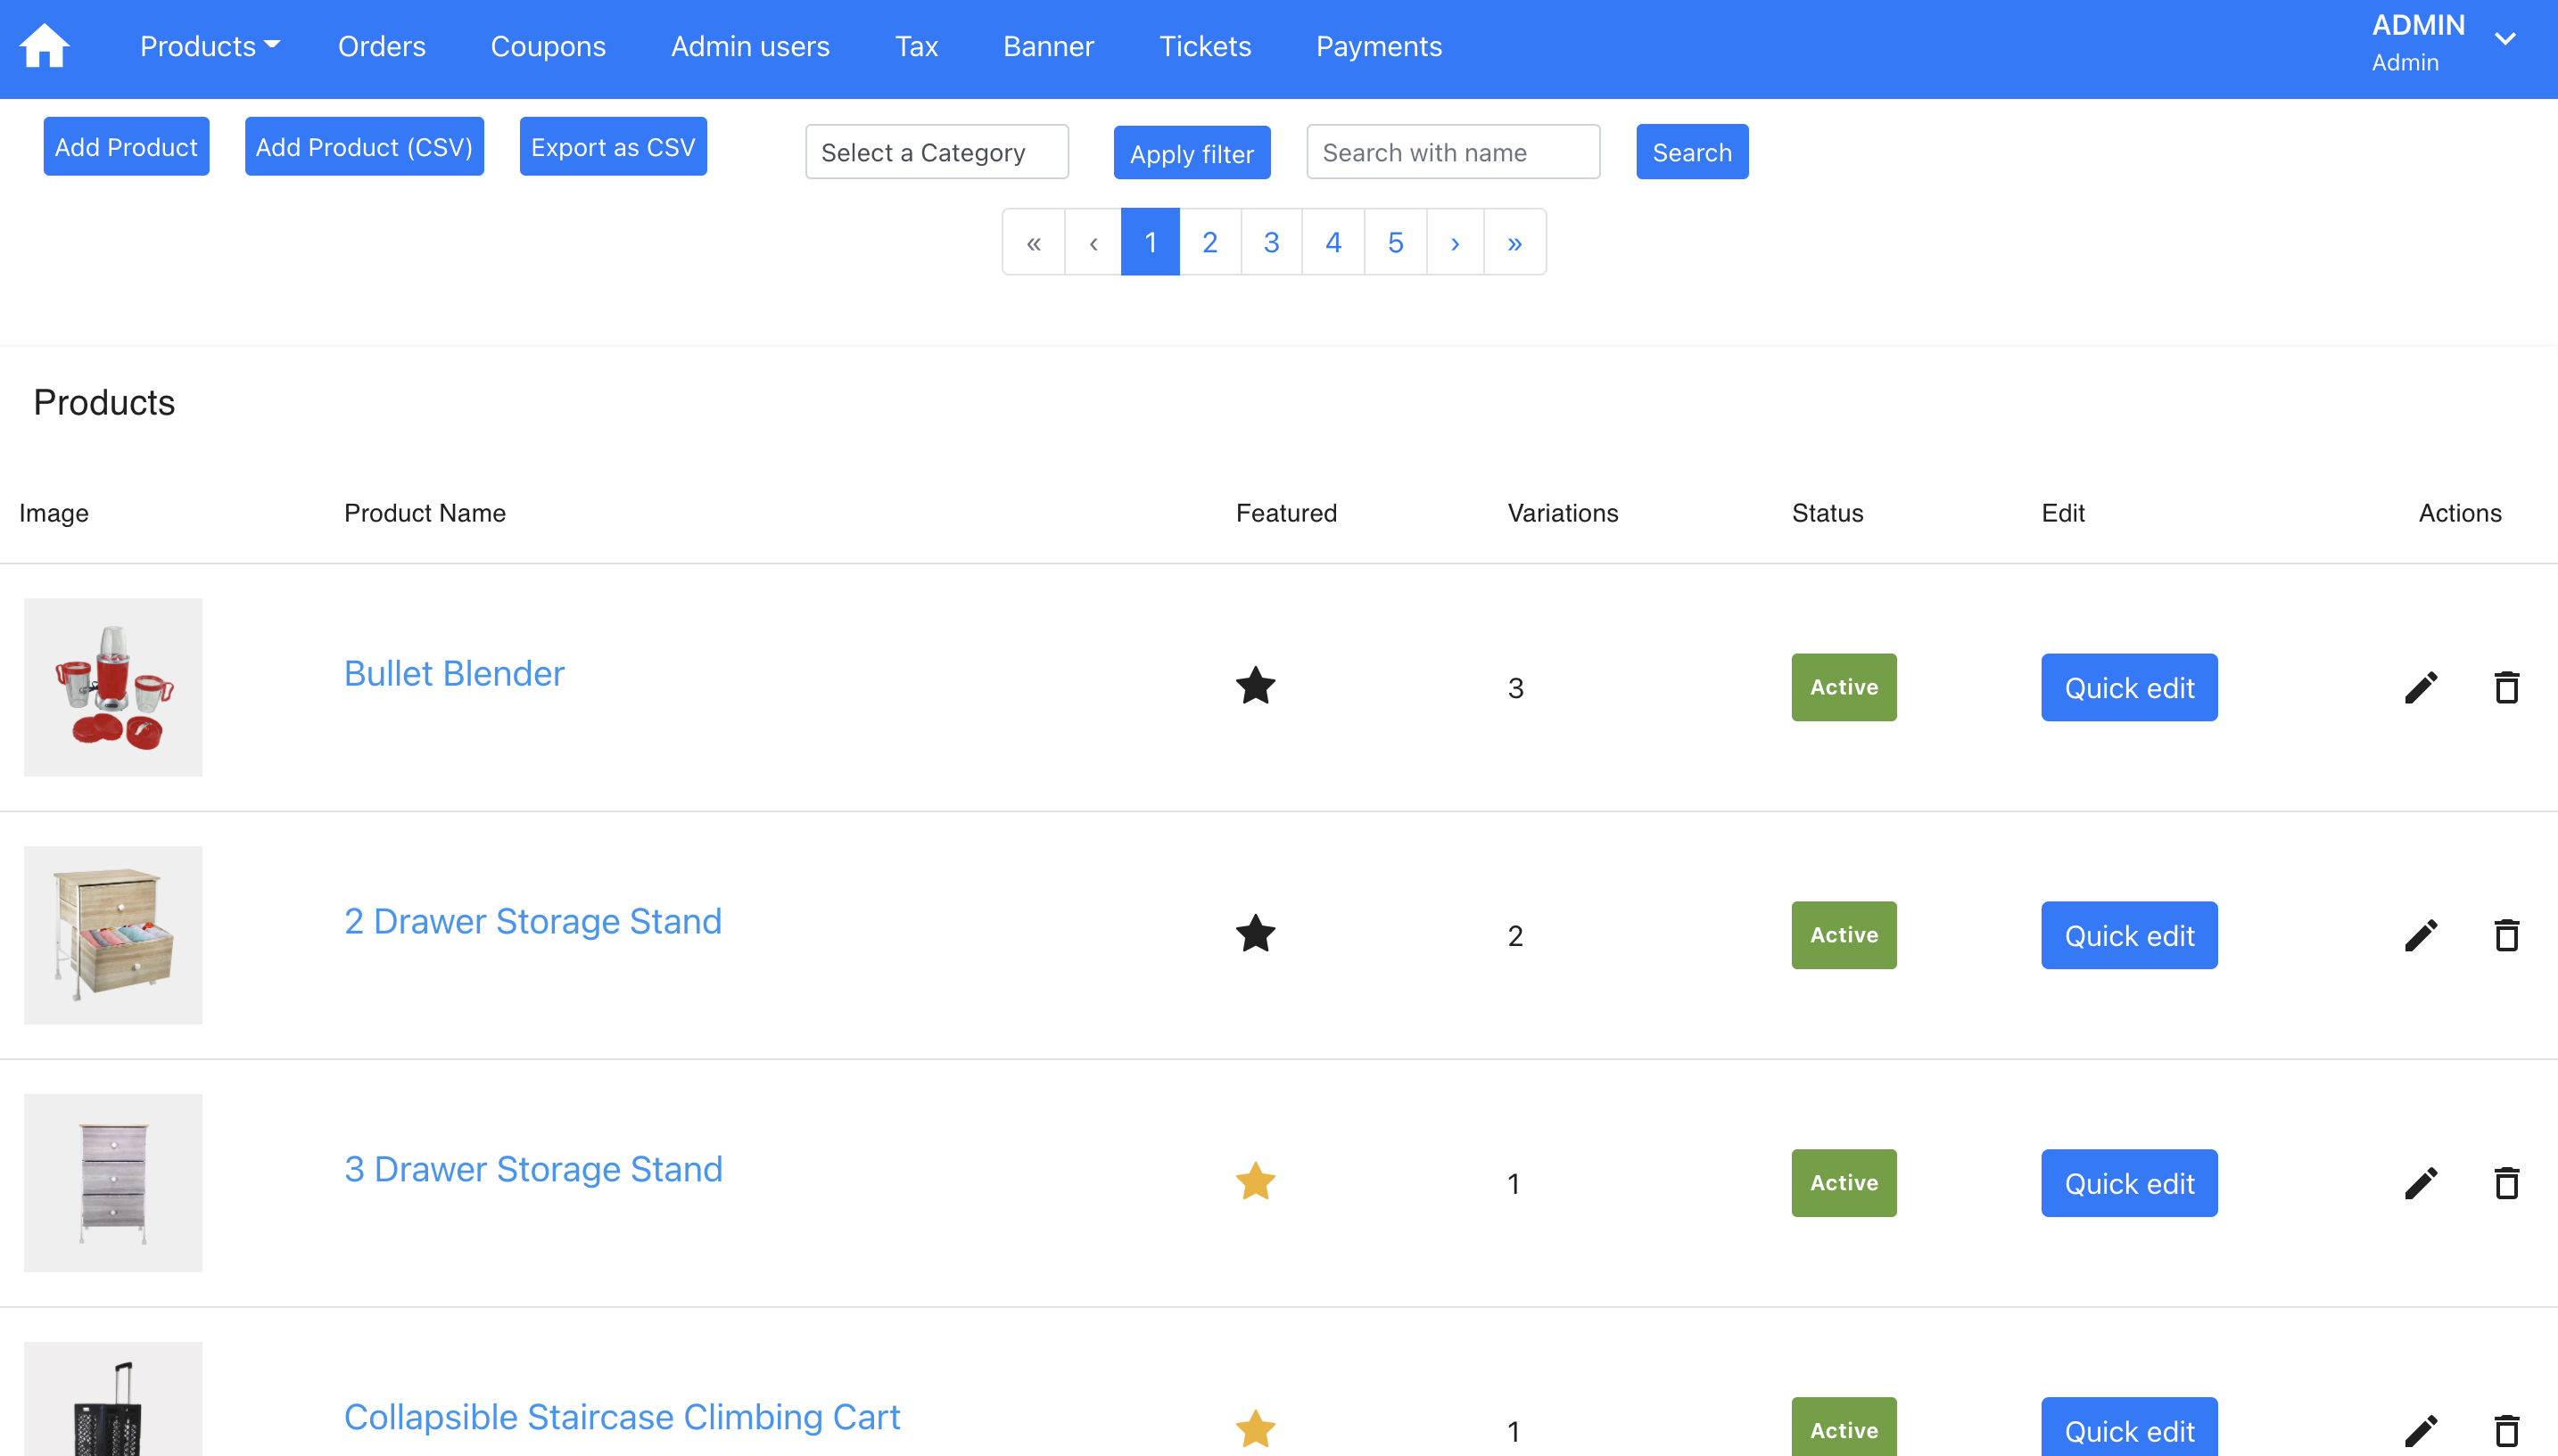 Products Orders Coupons Admin users Tax Banner Tickets Payments
ADMIN
Admin
Add Product Add Product (CSV) Export as CSV Select a Category Apply filter Search with name Search
« ‹ 1 2 3 4 5 › »
Products
Image Product Name Featured Variations Status Edit Actions
Bullet Blender 3 Active Quick edit
2 Drawer Storage Stand 2 Active Quick edit
3 Drawer Storage Stand 1 Active Quick edit
Collapsible Staircase Climbing Cart 1 Active Quick edit